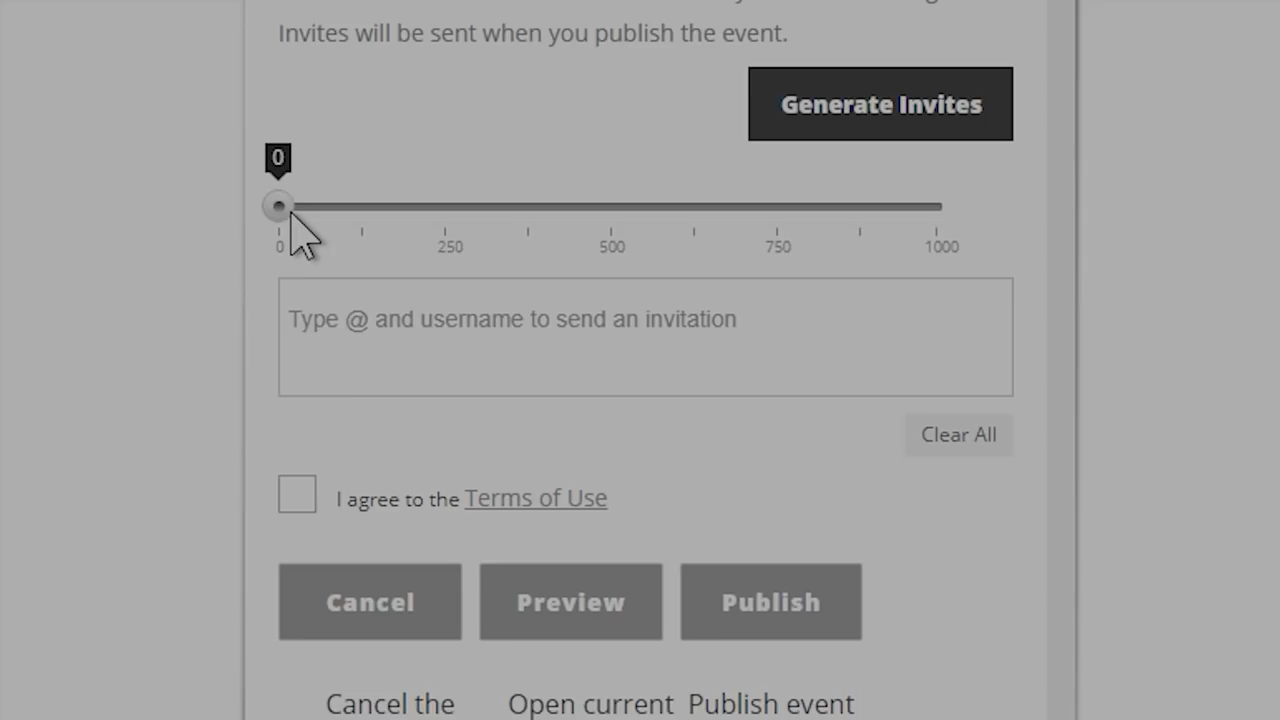 Invites will be sent when you publish the event.
Generate Invites
0
0 250 500 750 1000
Type @ and username to send an invitation
Clear All
I agree to the Terms of Use
Cancel Preview Publish
Cancel the Open current Publish event